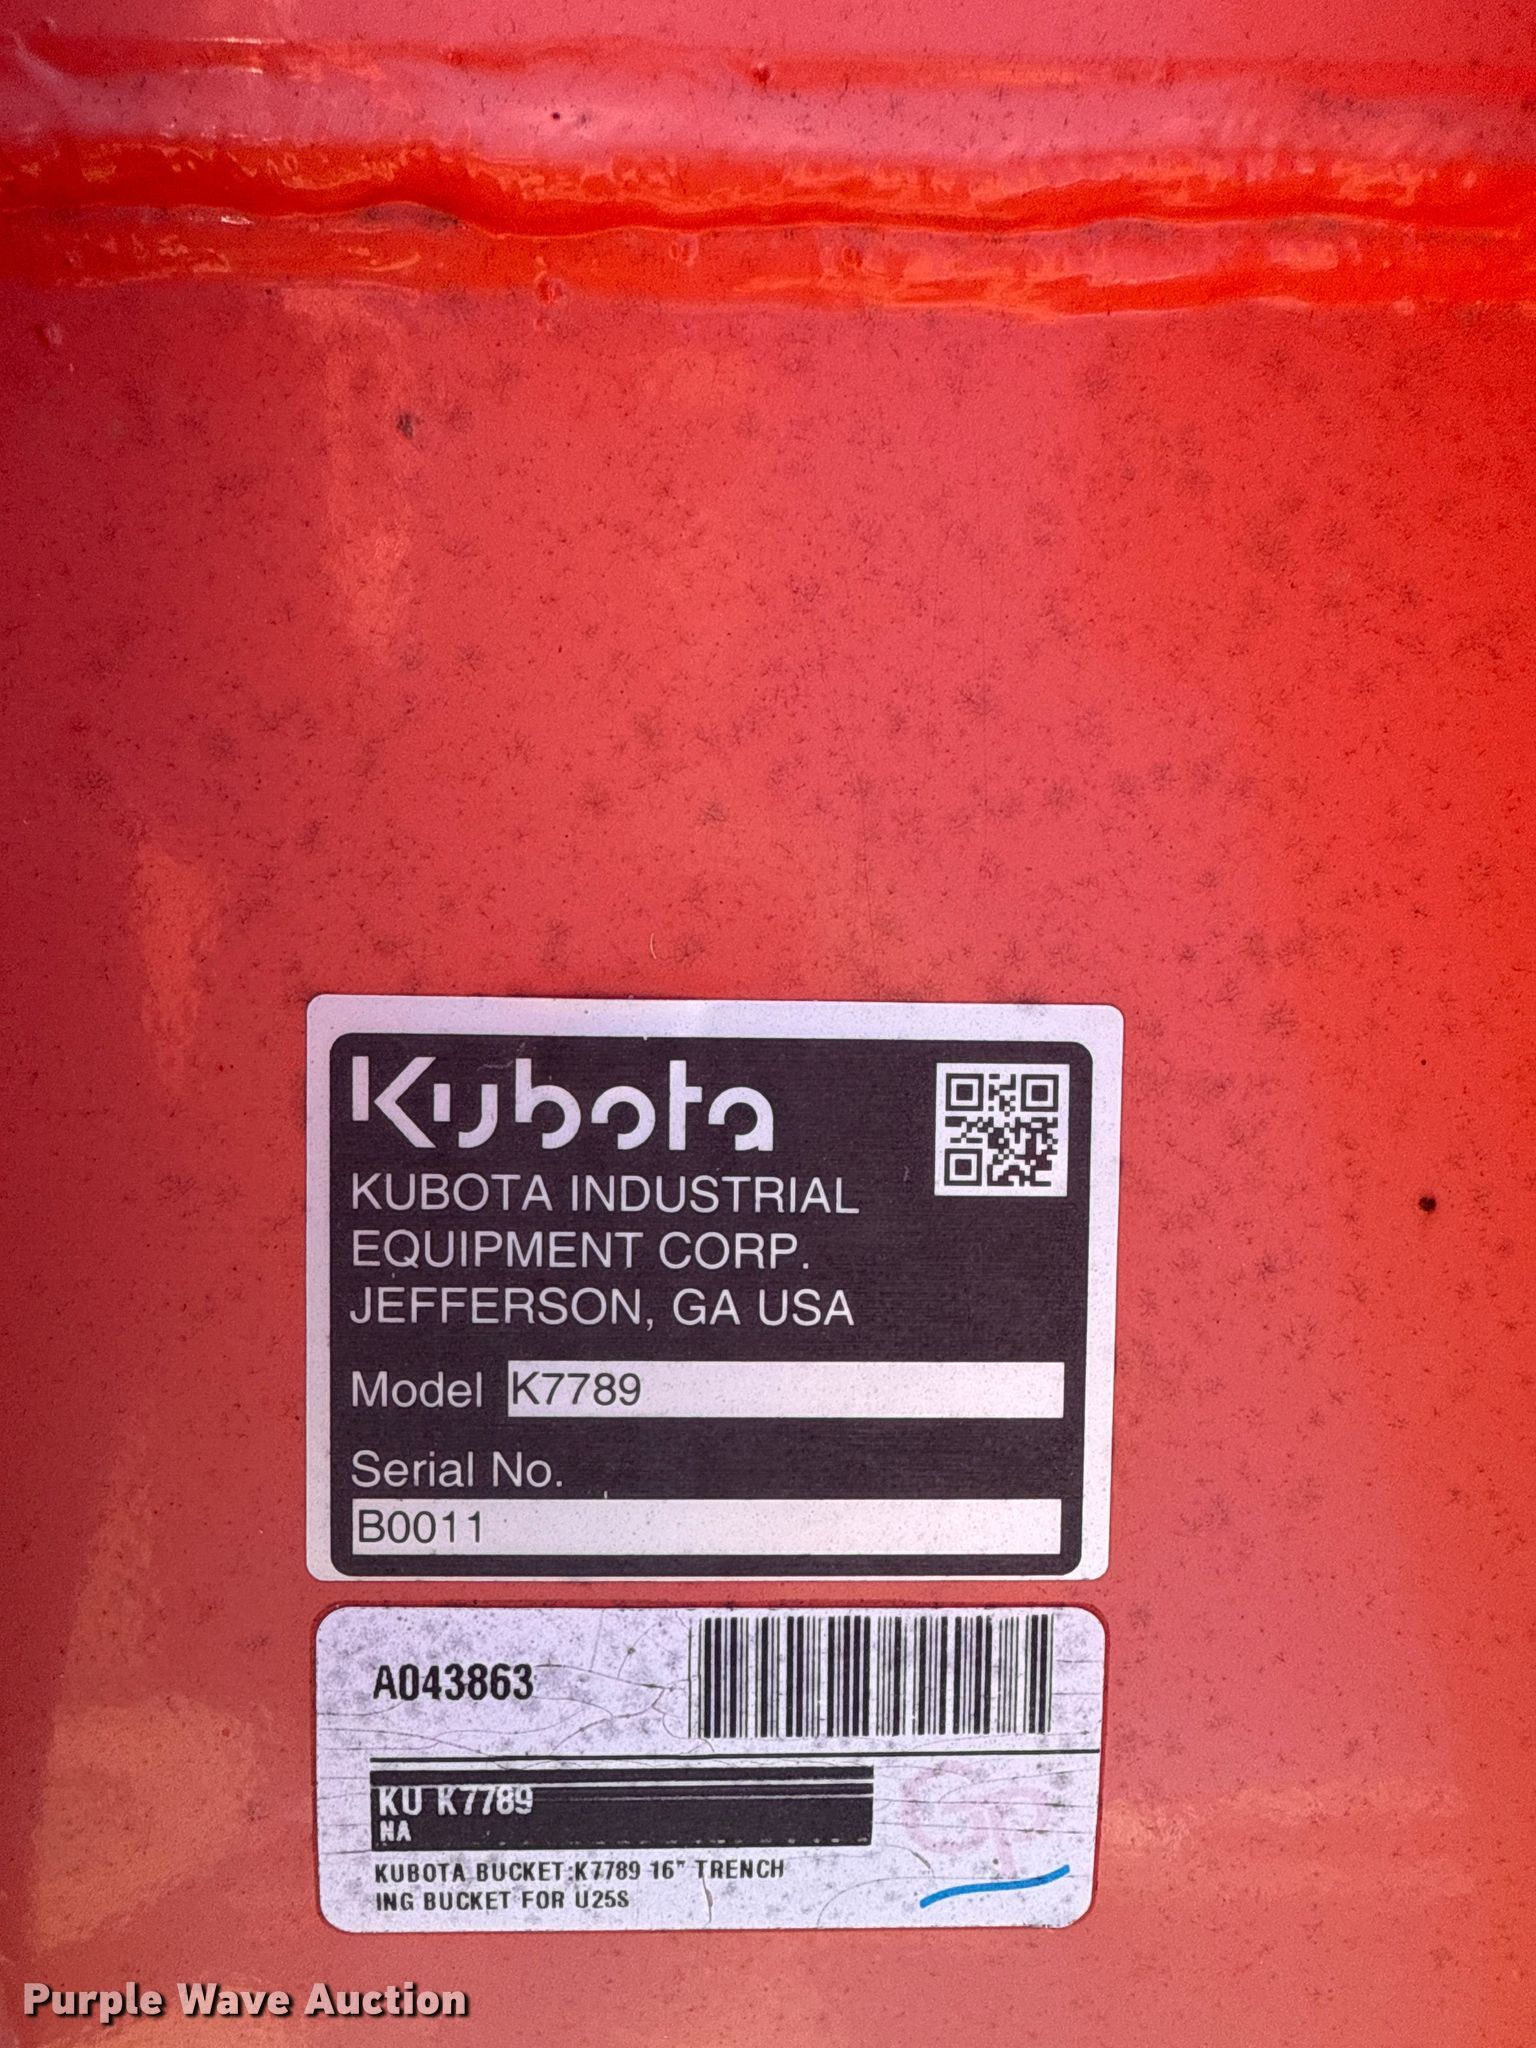 Kubota
KUBOTA INDUSTRIAL
EQUIPMENT CORP.
JEFFERSON, GA USA
Model K7789
Serial No.
B0011
A043863
KU K7789
NA
KUBOTA BUCKET:K7789 16" TRENCH
ING BUCKET FOR U25S
Purple Wave Auction